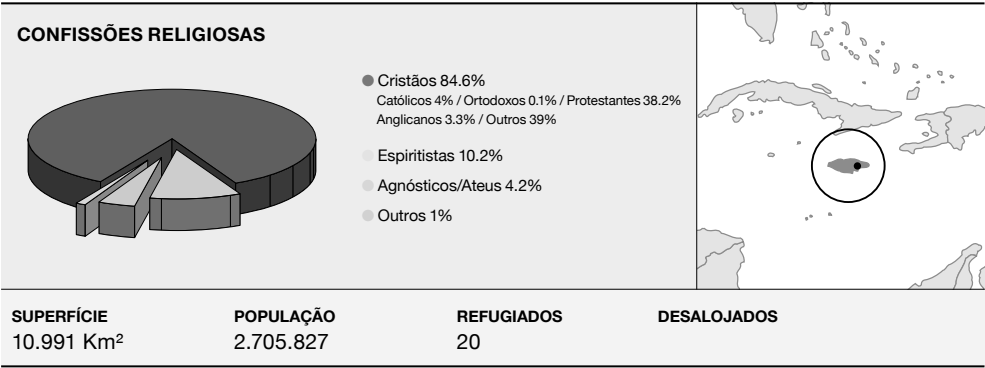 CONFISSÕES RELIGIOSAS
Cristãos 84.6%
Católicos 4% / Ortodoxos 0.1% / Protestantes 38.2%
Anglicanos 3.3% / Outros 39%
Espiritistas 10.2%
Agnósticos/Ateus 4.2%
Outros 1%
SUPERFÍCIE POPULAÇÃO REFUGIADOS DESALOJADOS
10.991 Km² 2.705.827 20